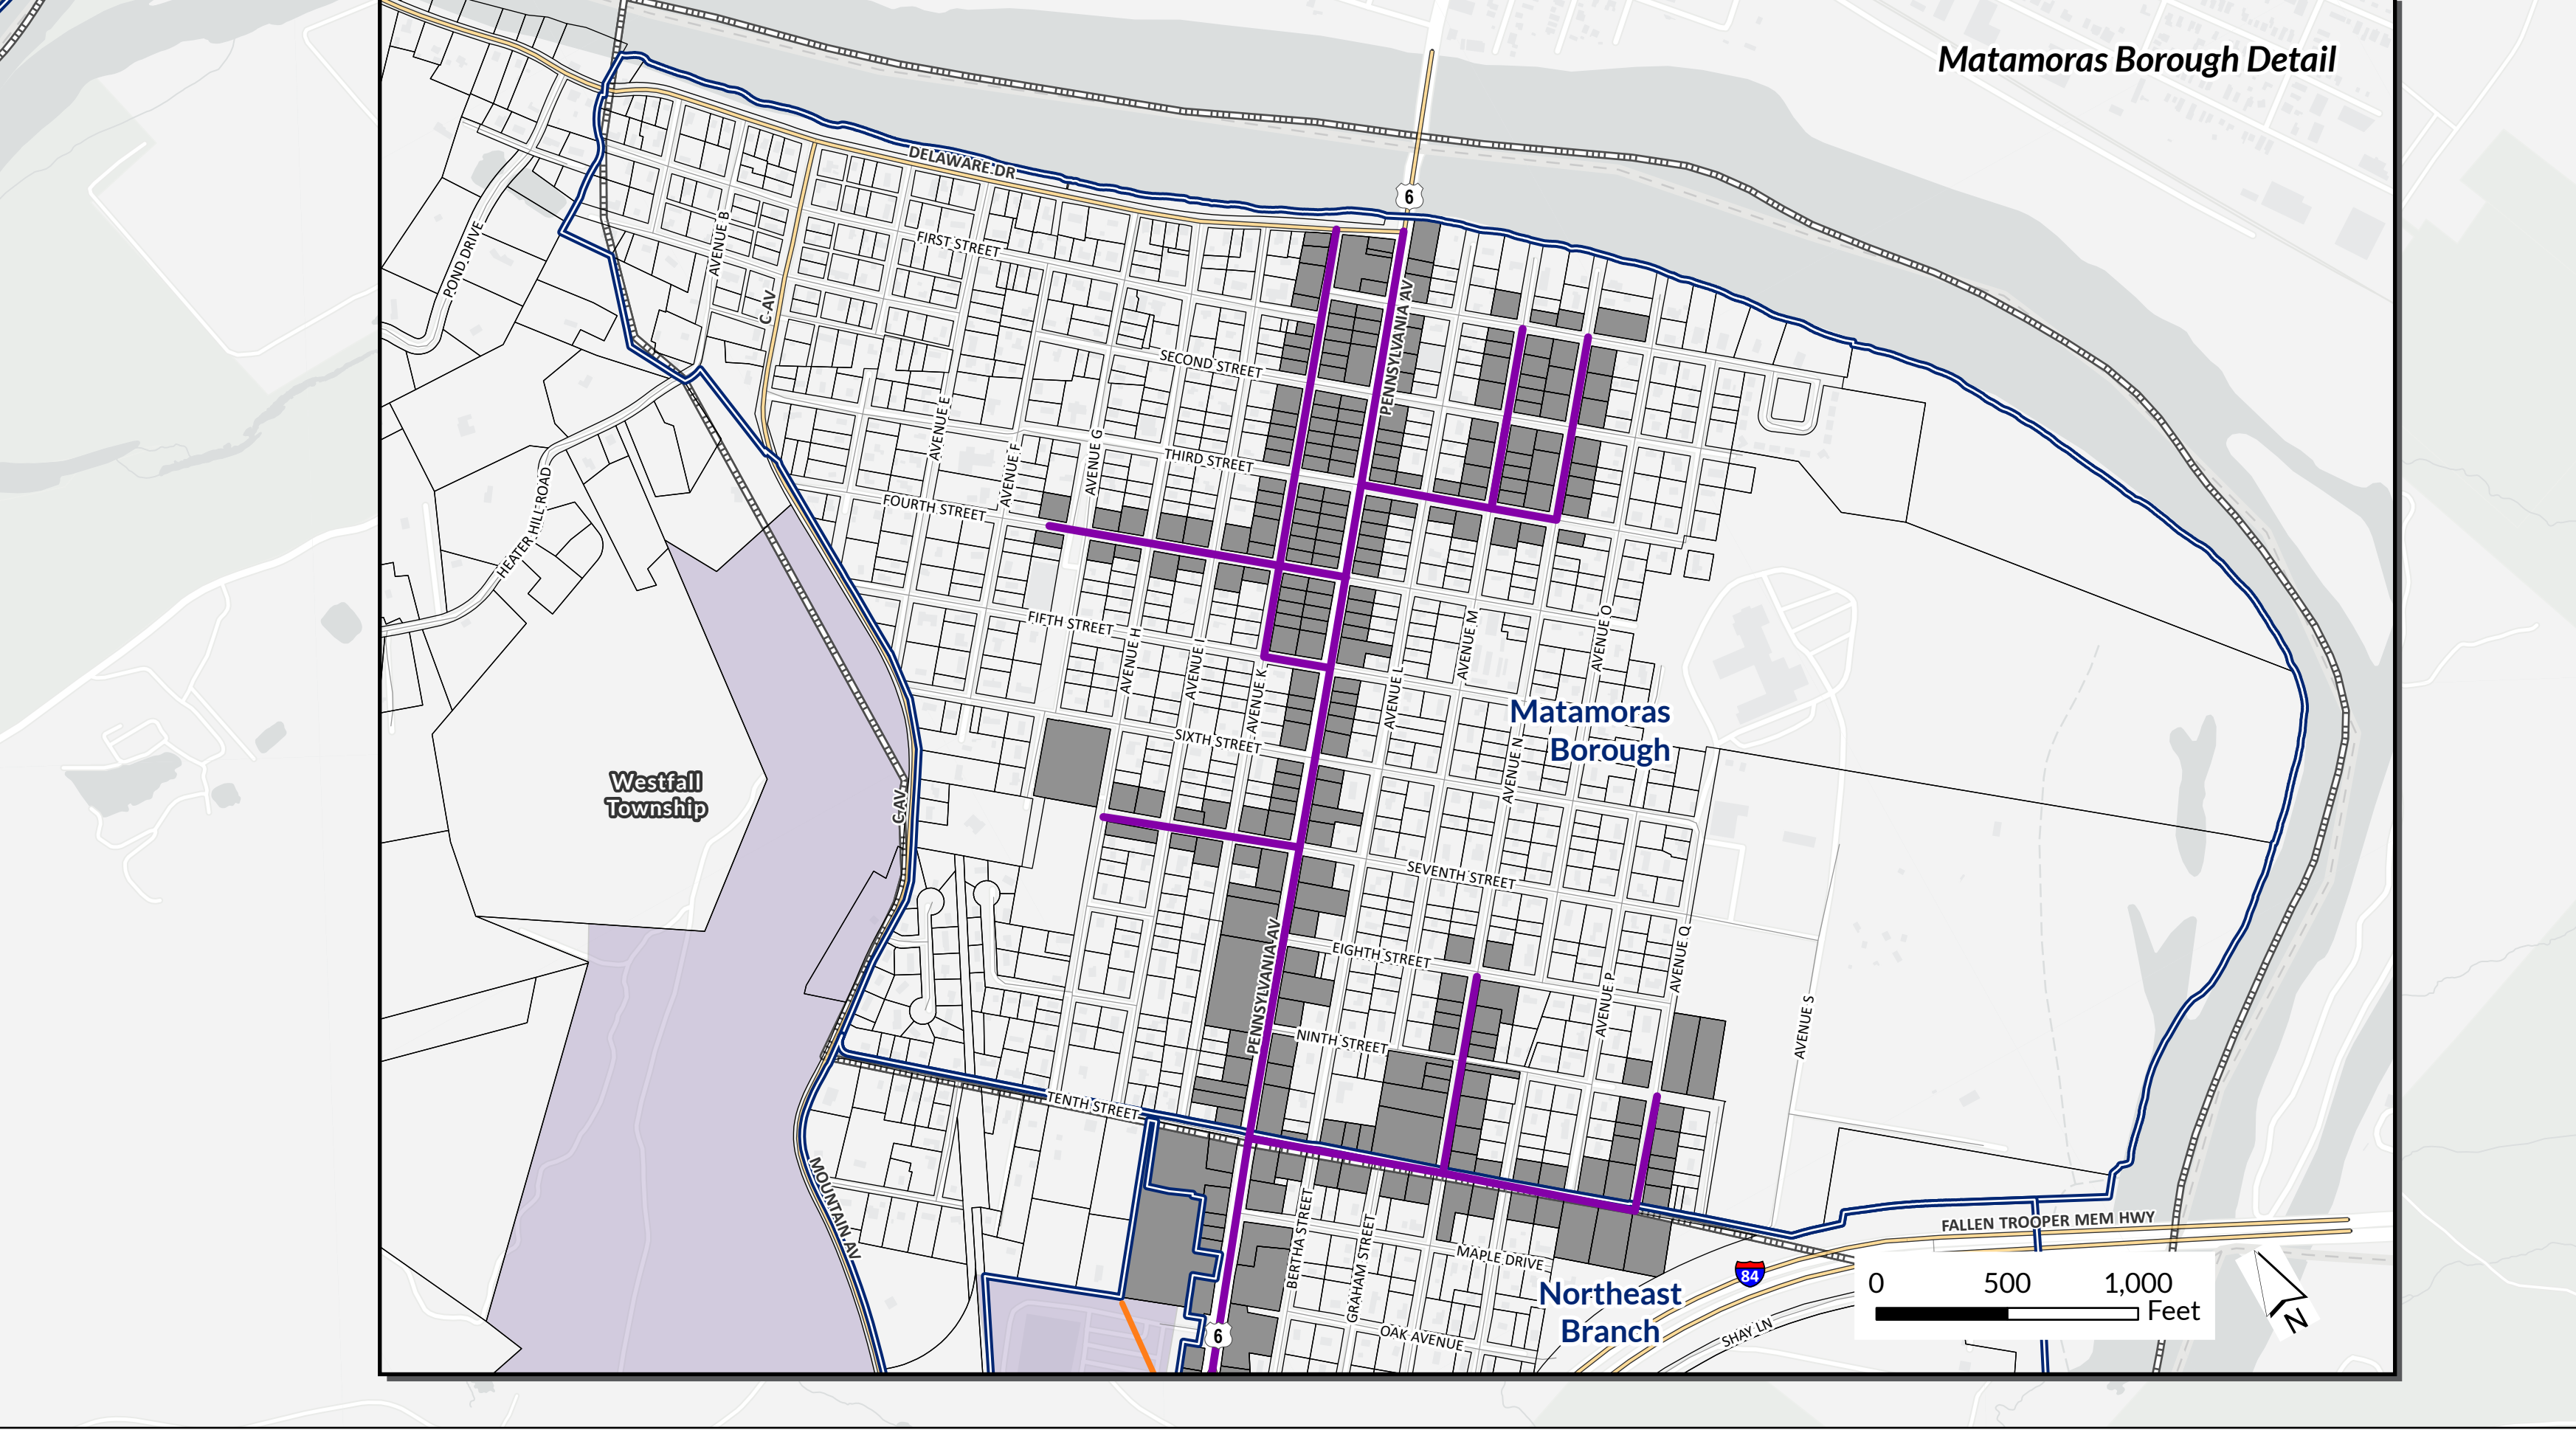 Matamoras Borough Detail
DELAWARE DR
6
AVENUE B
POND DRIVE
FIRST STREET
C AV
PENNSYLVANIA AV
SECOND STREET
AVENUE E
AVENUE F
AVENUE G
THIRD STREET
FOURTH STREET
HEATER HILL ROAD
FIFTH STREET
AVENUE H
AVENUE I
AVENUE K
AVENUE L
AVENUE M
AVENUE O
Matamoras
Borough
SIXTH STREET
AVENUE N
Westfall
Township
C AV
SEVENTH STREET
EIGHTH STREET
AVENUE Q
PENNSYLVANIA AV
AVENUE P
NINTH STREET
AVENUE S
TENTH STREET
MOUNTAIN AV
BERTHA STREET
GRAHAM STREET
MAPLE DRIVE
FALLEN TROOPER MEM HWY
84
Northeast
Branch
0 500 1,000
Feet
N
6
OAK AVENUE
SHAY LN